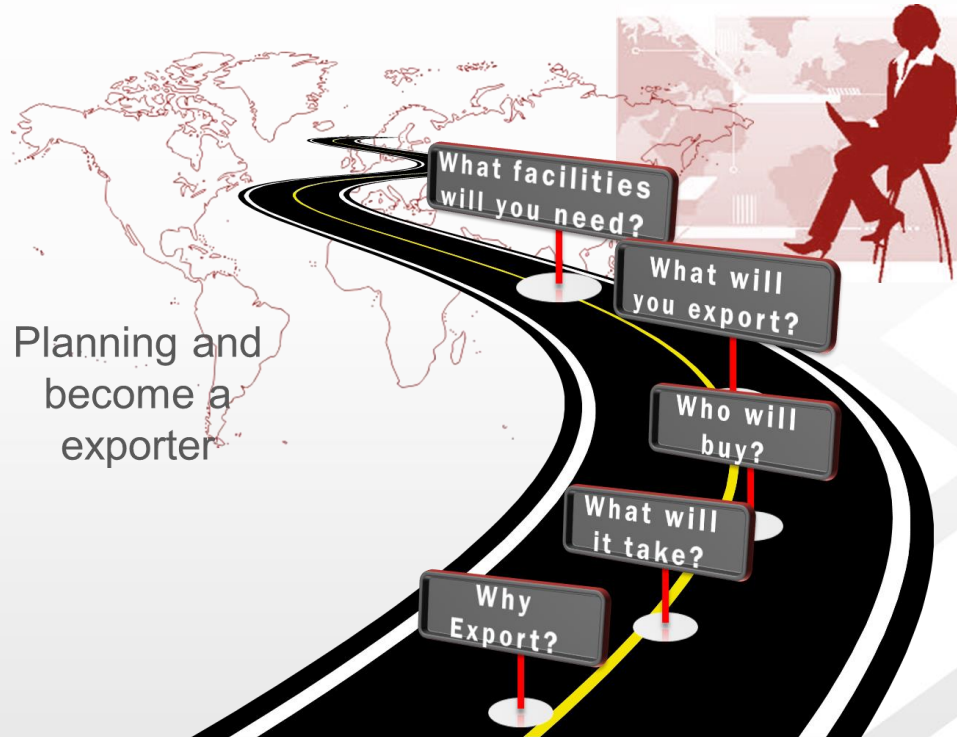 What facilities
will you need?
What will
you export?
Planning and
become a
exporter
Who will
buy?
What will
it take?
Why
Export?